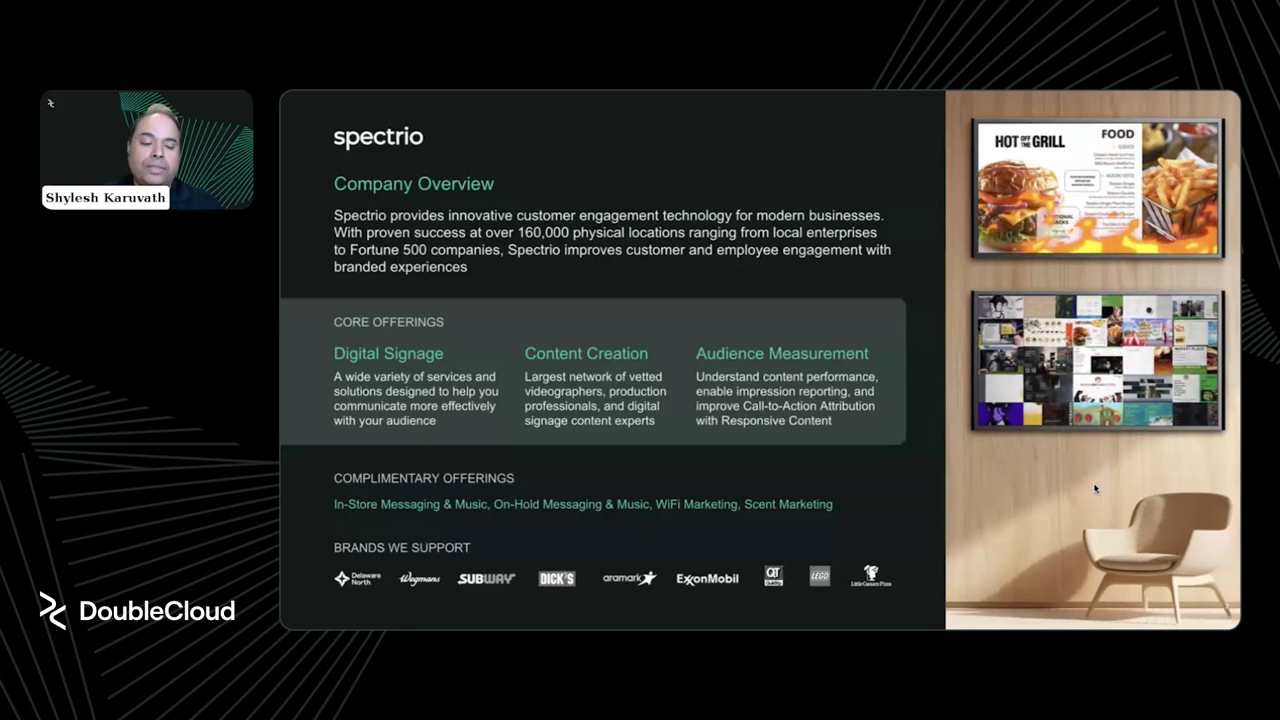 spectrio
Company Overview
Spectrio provides innovative customer engagement technology for modern businesses.
With proven success at over 160,000 physical locations ranging from local enterprises
to Fortune 500 companies, Spectrio improves customer and employee engagement with
branded experiences
CORE OFFERINGS
Digital Signage
A wide variety of services and
solutions designed to help you
communicate more effectively
with your audience
Content Creation
Largest network of vetted
videographers, production
professionals, and digital
signage content experts
Audience Measurement
Understand content performance,
enable impression reporting, and
improve Call-to-Action Attribution
with Responsive Content
COMPLIMENTARY OFFERINGS
In-Store Messaging & Music, On-Hold Messaging & Music, WiFi Marketing, Scent Marketing
BRANDS WE SUPPORT
Delaware
North
Wegmans
SUBWAY
DICK'S
aramark
ExxonMobil
QT
LEGO
Little Caesars Pizza
HOT OFF THE GRILL
FOOD
Shylesh Karuvath
DoubleCloud